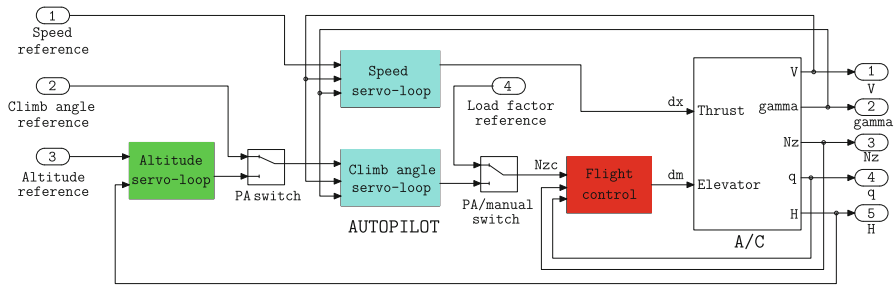 1
Speed
reference
2
Climb angle
reference
3
Altitude
reference
Altitude
servo-loop
PA switch
Speed
servo-loop
Climb angle
servo-loop
AUTOPILOT
4
Load factor
reference
PA/manual
switch
Nzc
Flight
control
dx
dm
Thrust
Elevator
V
gamma
Nz
q
H
A/C
1
V
2
gamma
3
Nz
4
q
5
H